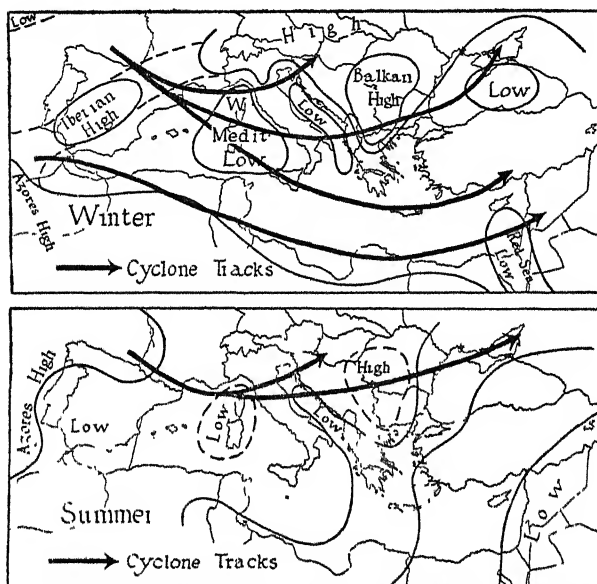 Low
High
Iberian
High
W
Medit
Low
Low
Balkan
High
Low
Azores High
Winter
Red Sea
Low
Cyclone Tracks
Azores High
Low
Low
Low
High
Low
Summer
Cyclone Tracks